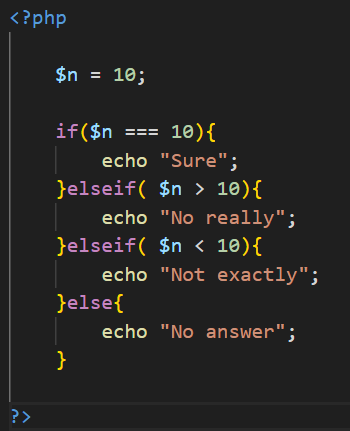 <?php
$n = 10;
if($n === 10){
echo "Sure";
}elseif( $n > 10){
echo "No really";
}elseif( $n < 10){
echo "Not exactly";
}else{
echo "No answer";
}
?>